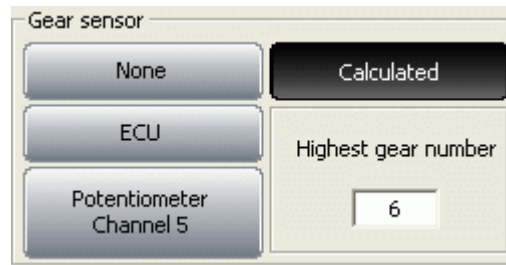 Gear sensor
None
Calculated
ECU
Highest gear number
Potentiometer
Channel 5
6